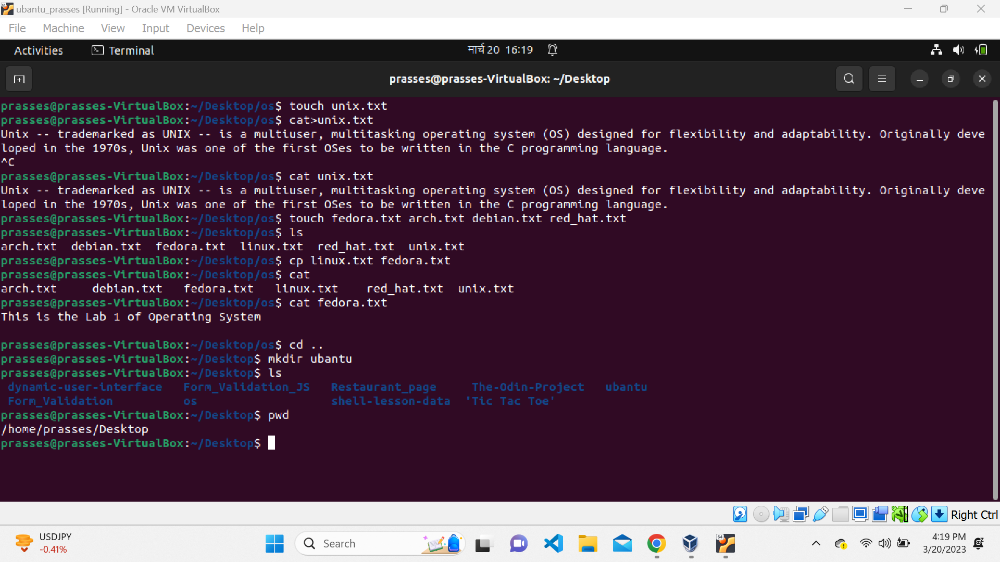 ubantu_prasses [Running] - Oracle VM VirtualBox
File Machine View Input Devices Help
Activities Terminal मार्च 20 16:19
prasses@prasses-VirtualBox: ~/Desktop
prasses@prasses-VirtualBox:~/Desktop/os$ touch unix.txt
prasses@prasses-VirtualBox:~/Desktop/os$ cat>unix.txt
Unix -- trademarked as UNIX -- is a multiuser, multitasking operating system (OS) designed for flexibility and adaptability. Originally deve
loped in the 1970s, Unix was one of the first OSes to be written in the C programming language.
^C
prasses@prasses-VirtualBox:~/Desktop/os$ cat unix.txt
Unix -- trademarked as UNIX -- is a multiuser, multitasking operating system (OS) designed for flexibility and adaptability. Originally deve
loped in the 1970s, Unix was one of the first OSes to be written in the C programming language.
prasses@prasses-VirtualBox:~/Desktop/os$ touch fedora.txt arch.txt debian.txt red_hat.txt
prasses@prasses-VirtualBox:~/Desktop/os$ ls
arch.txt debian.txt fedora.txt linux.txt red_hat.txt unix.txt
prasses@prasses-VirtualBox:~/Desktop/os$ cp linux.txt fedora.txt
prasses@prasses-VirtualBox:~/Desktop/os$ cat
arch.txt debian.txt fedora.txt linux.txt red_hat.txt unix.txt
prasses@prasses-VirtualBox:~/Desktop/os$ cat fedora.txt
This is the Lab 1 of Operating System
prasses@prasses-VirtualBox:~/Desktop/os$ cd ..
prasses@prasses-VirtualBox:~/Desktop$ mkdir ubantu
prasses@prasses-VirtualBox:~/Desktop$ ls
dynamic-user-interface Form_Validation_JS Restaurant_page The-Odin-Project ubantu
Form_Validation os shell-lesson-data 'Tic Tac Toe'
prasses@prasses-VirtualBox:~/Desktop$ pwd
/home/prasses/Desktop
prasses@prasses-VirtualBox:~/Desktop$
Right Ctrl
USDJPY
-0.41%
Search
64
4:19 PM
3/20/2023